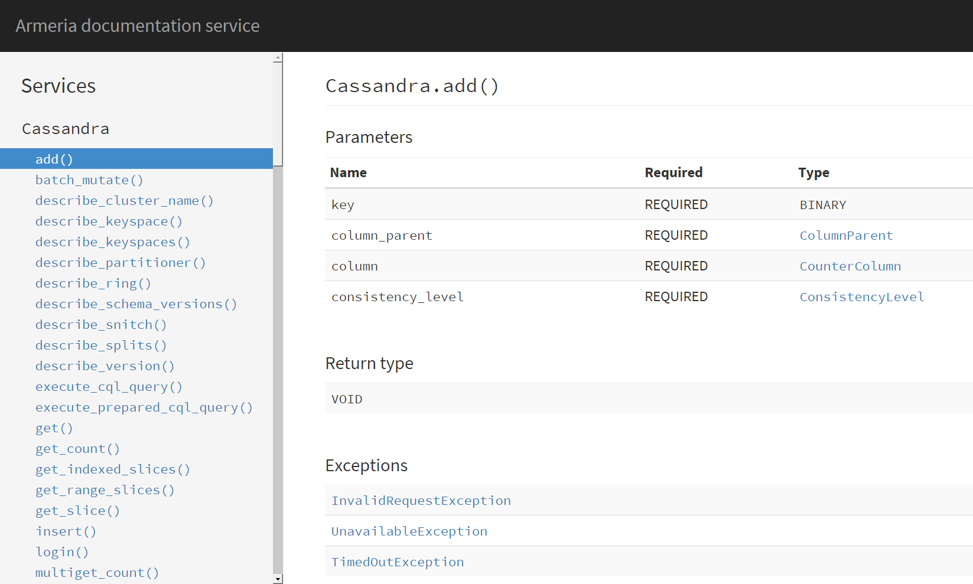 Armeria documentation service
Services
Cassandra
add()
batch_mutate()
describe_cluster_name()
describe_keyspace()
describe_keyspaces()
describe_partitioner()
describe_ring()
describe_schema_versions()
describe_snitch()
describe_splits()
describe_version()
execute_cql_query()
execute_prepared_cql_query()
get()
get_count()
get_indexed_slices()
get_range_slices()
get_slice()
insert()
login()
multiget_count()
Cassandra.add()
Parameters
Name Required Type
key REQUIRED BINARY
column_parent REQUIRED ColumnParent
column REQUIRED CounterColumn
consistency_level REQUIRED ConsistencyLevel
Return type
VOID
Exceptions
InvalidRequestException
UnavailableException
TimedOutException